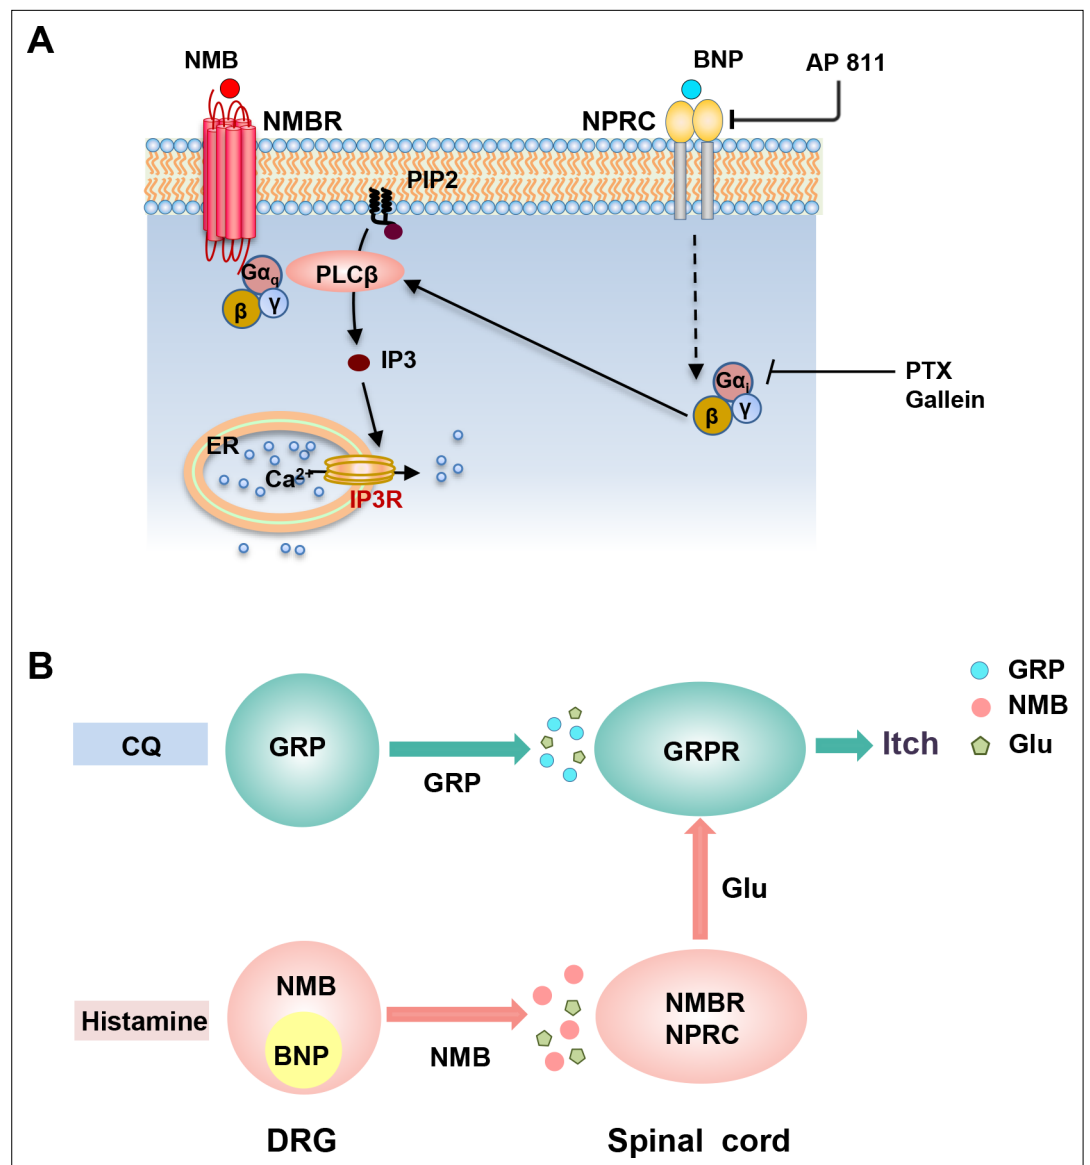 A
NMB
BNP
AP 811
NMBR
NPRC
PIP2
Gαq
PLCβ
β
γ
IP3
Gαi
β
γ
PTX
Gallein
ER
Ca2+
IP3R
B
GRP
NMB
Glu
CQ
GRP
GRP
GRPR
Itch
Glu
Histamine
NMB
BNP
NMB
NMBR
NPRC
DRG
Spinal cord